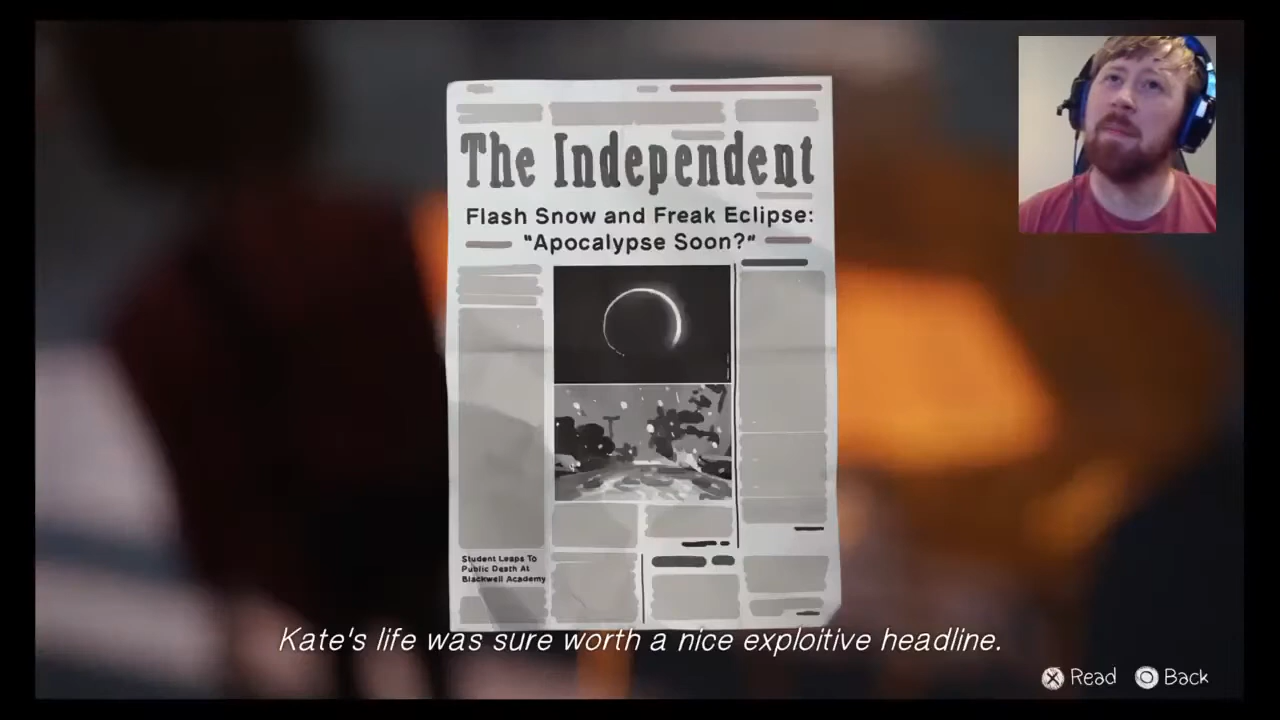 The Independent
Flash Snow and Freak Eclipse:
"Apocalypse Soon?"
Student Leaps To
Public Death At
Blackwell Academy
Kate's life was sure worth a nice exploitive headline.
Read Back